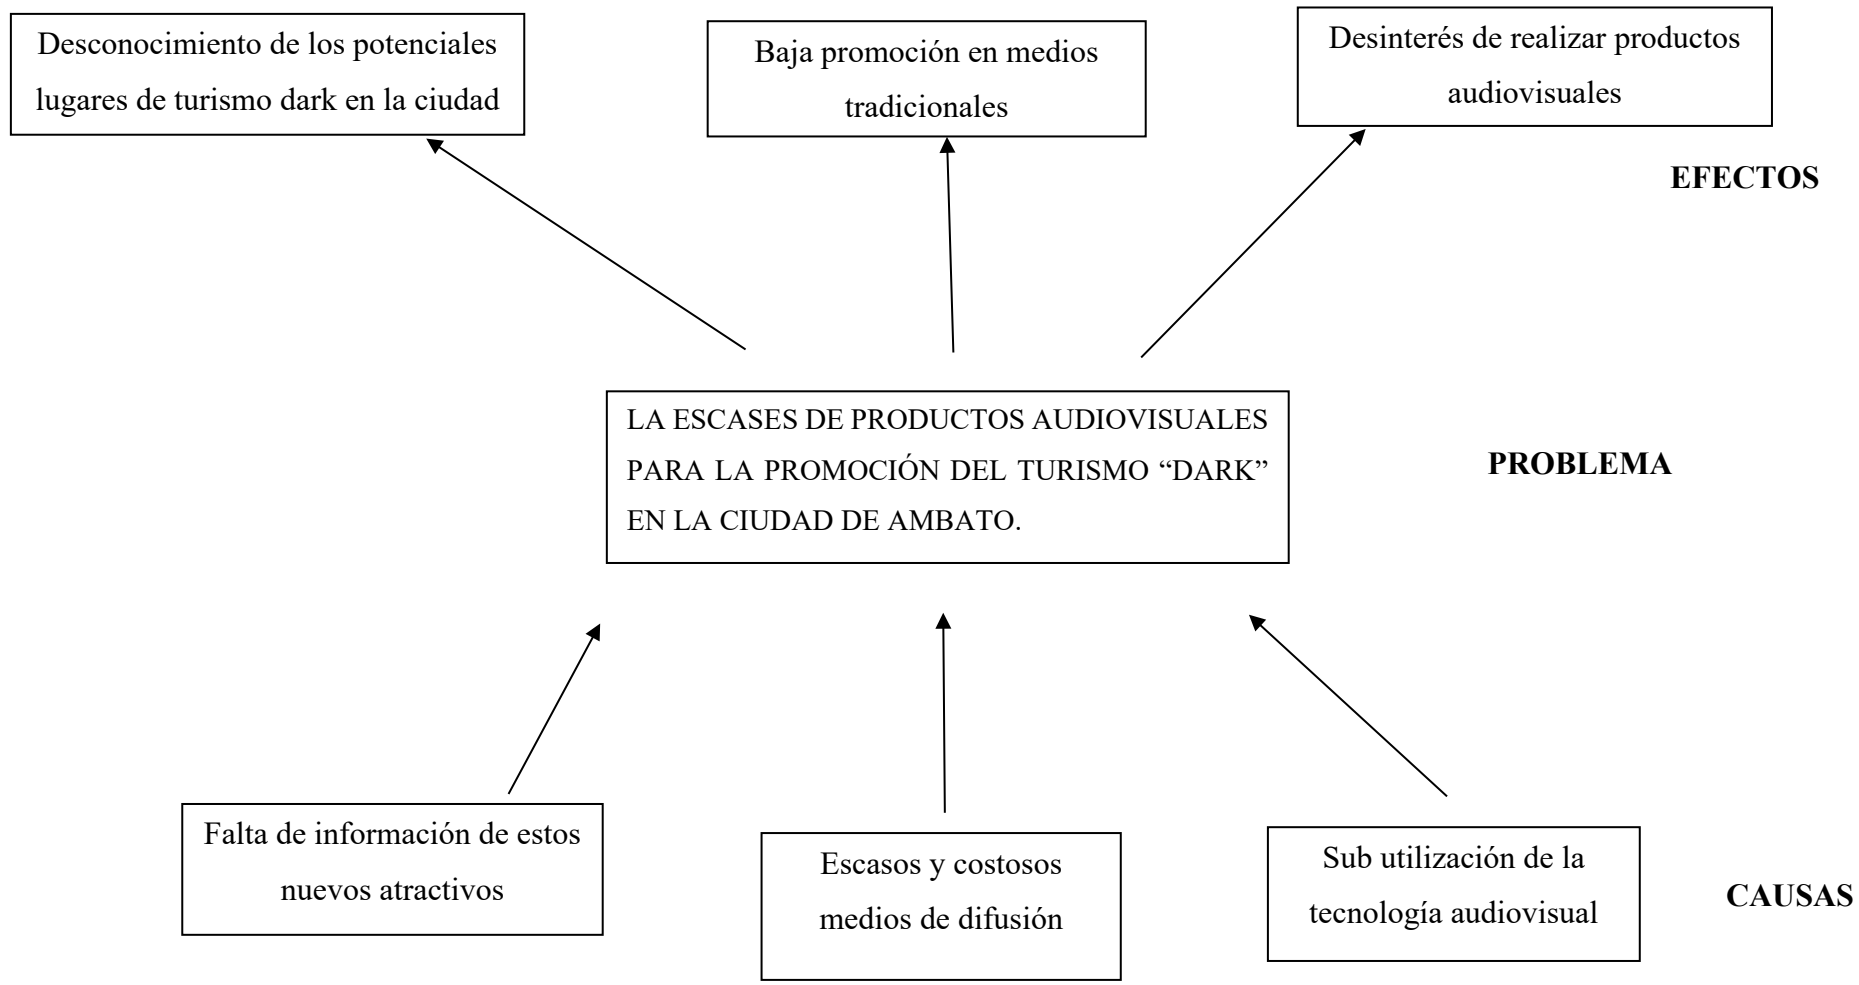 Desconocimiento de los potenciales
lugares de turismo dark en la ciudad
Baja promoción en medios
tradicionales
Desinterés de realizar productos
audiovisuales
EFECTOS
LA ESCASES DE PRODUCTOS AUDIOVISUALES
PARA LA PROMOCIÓN DEL TURISMO “DARK”
EN LA CIUDAD DE AMBATO.
PROBLEMA
Falta de información de estos
nuevos atractivos
Escasos y costosos
medios de difusión
Sub utilización de la
tecnología audiovisual
CAUSAS